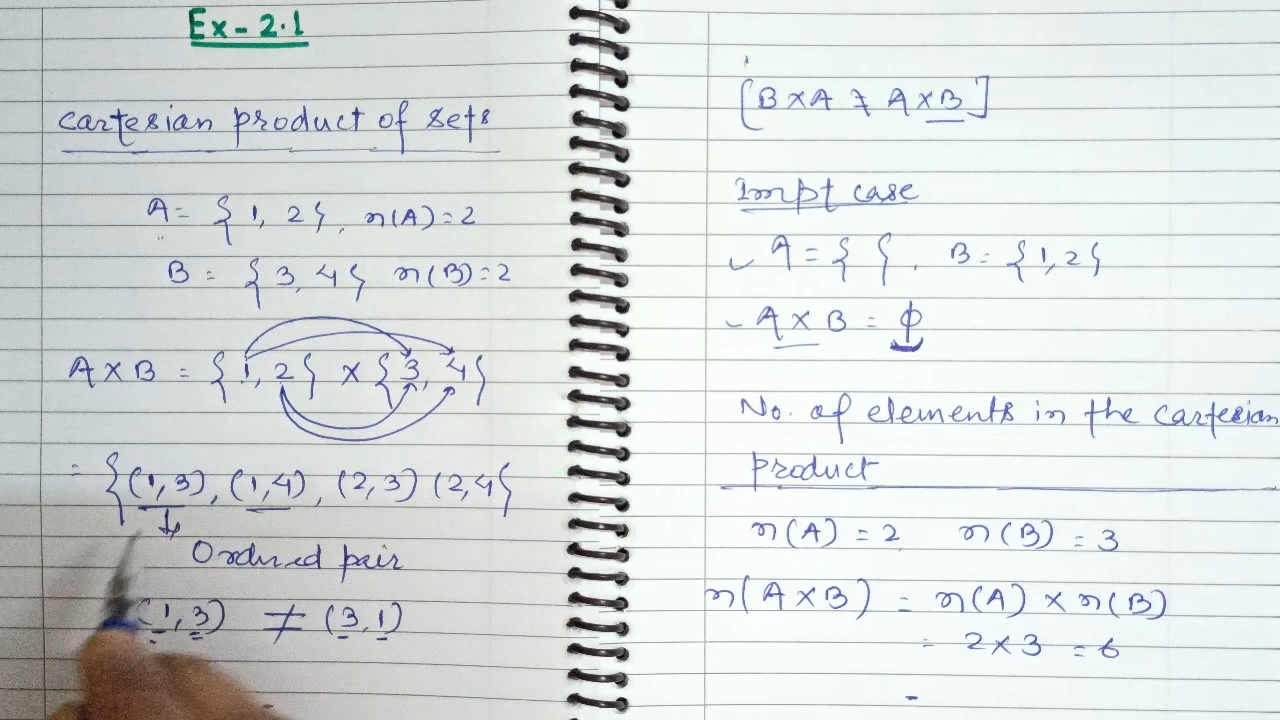 Ex-2.1
Cartesian product of sets
A = {1, 2}, n(A) = 2
B = {3, 4} n(B) = 2
A × B = {1, 2} × {3, 4}
= {(1,3), (1,4), (2,3) (2,4}
Ordered pair
(1,3) ≠ (3,1)
[B×A ≠ A×B]
Impt case
A = { {, B = {1,2}
A × B = ϕ
No. of elements in the cartesian
product
n(A) = 2 n(B) = 3
n(A×B) = n(A) × n(B)
= 2 × 3 = 6